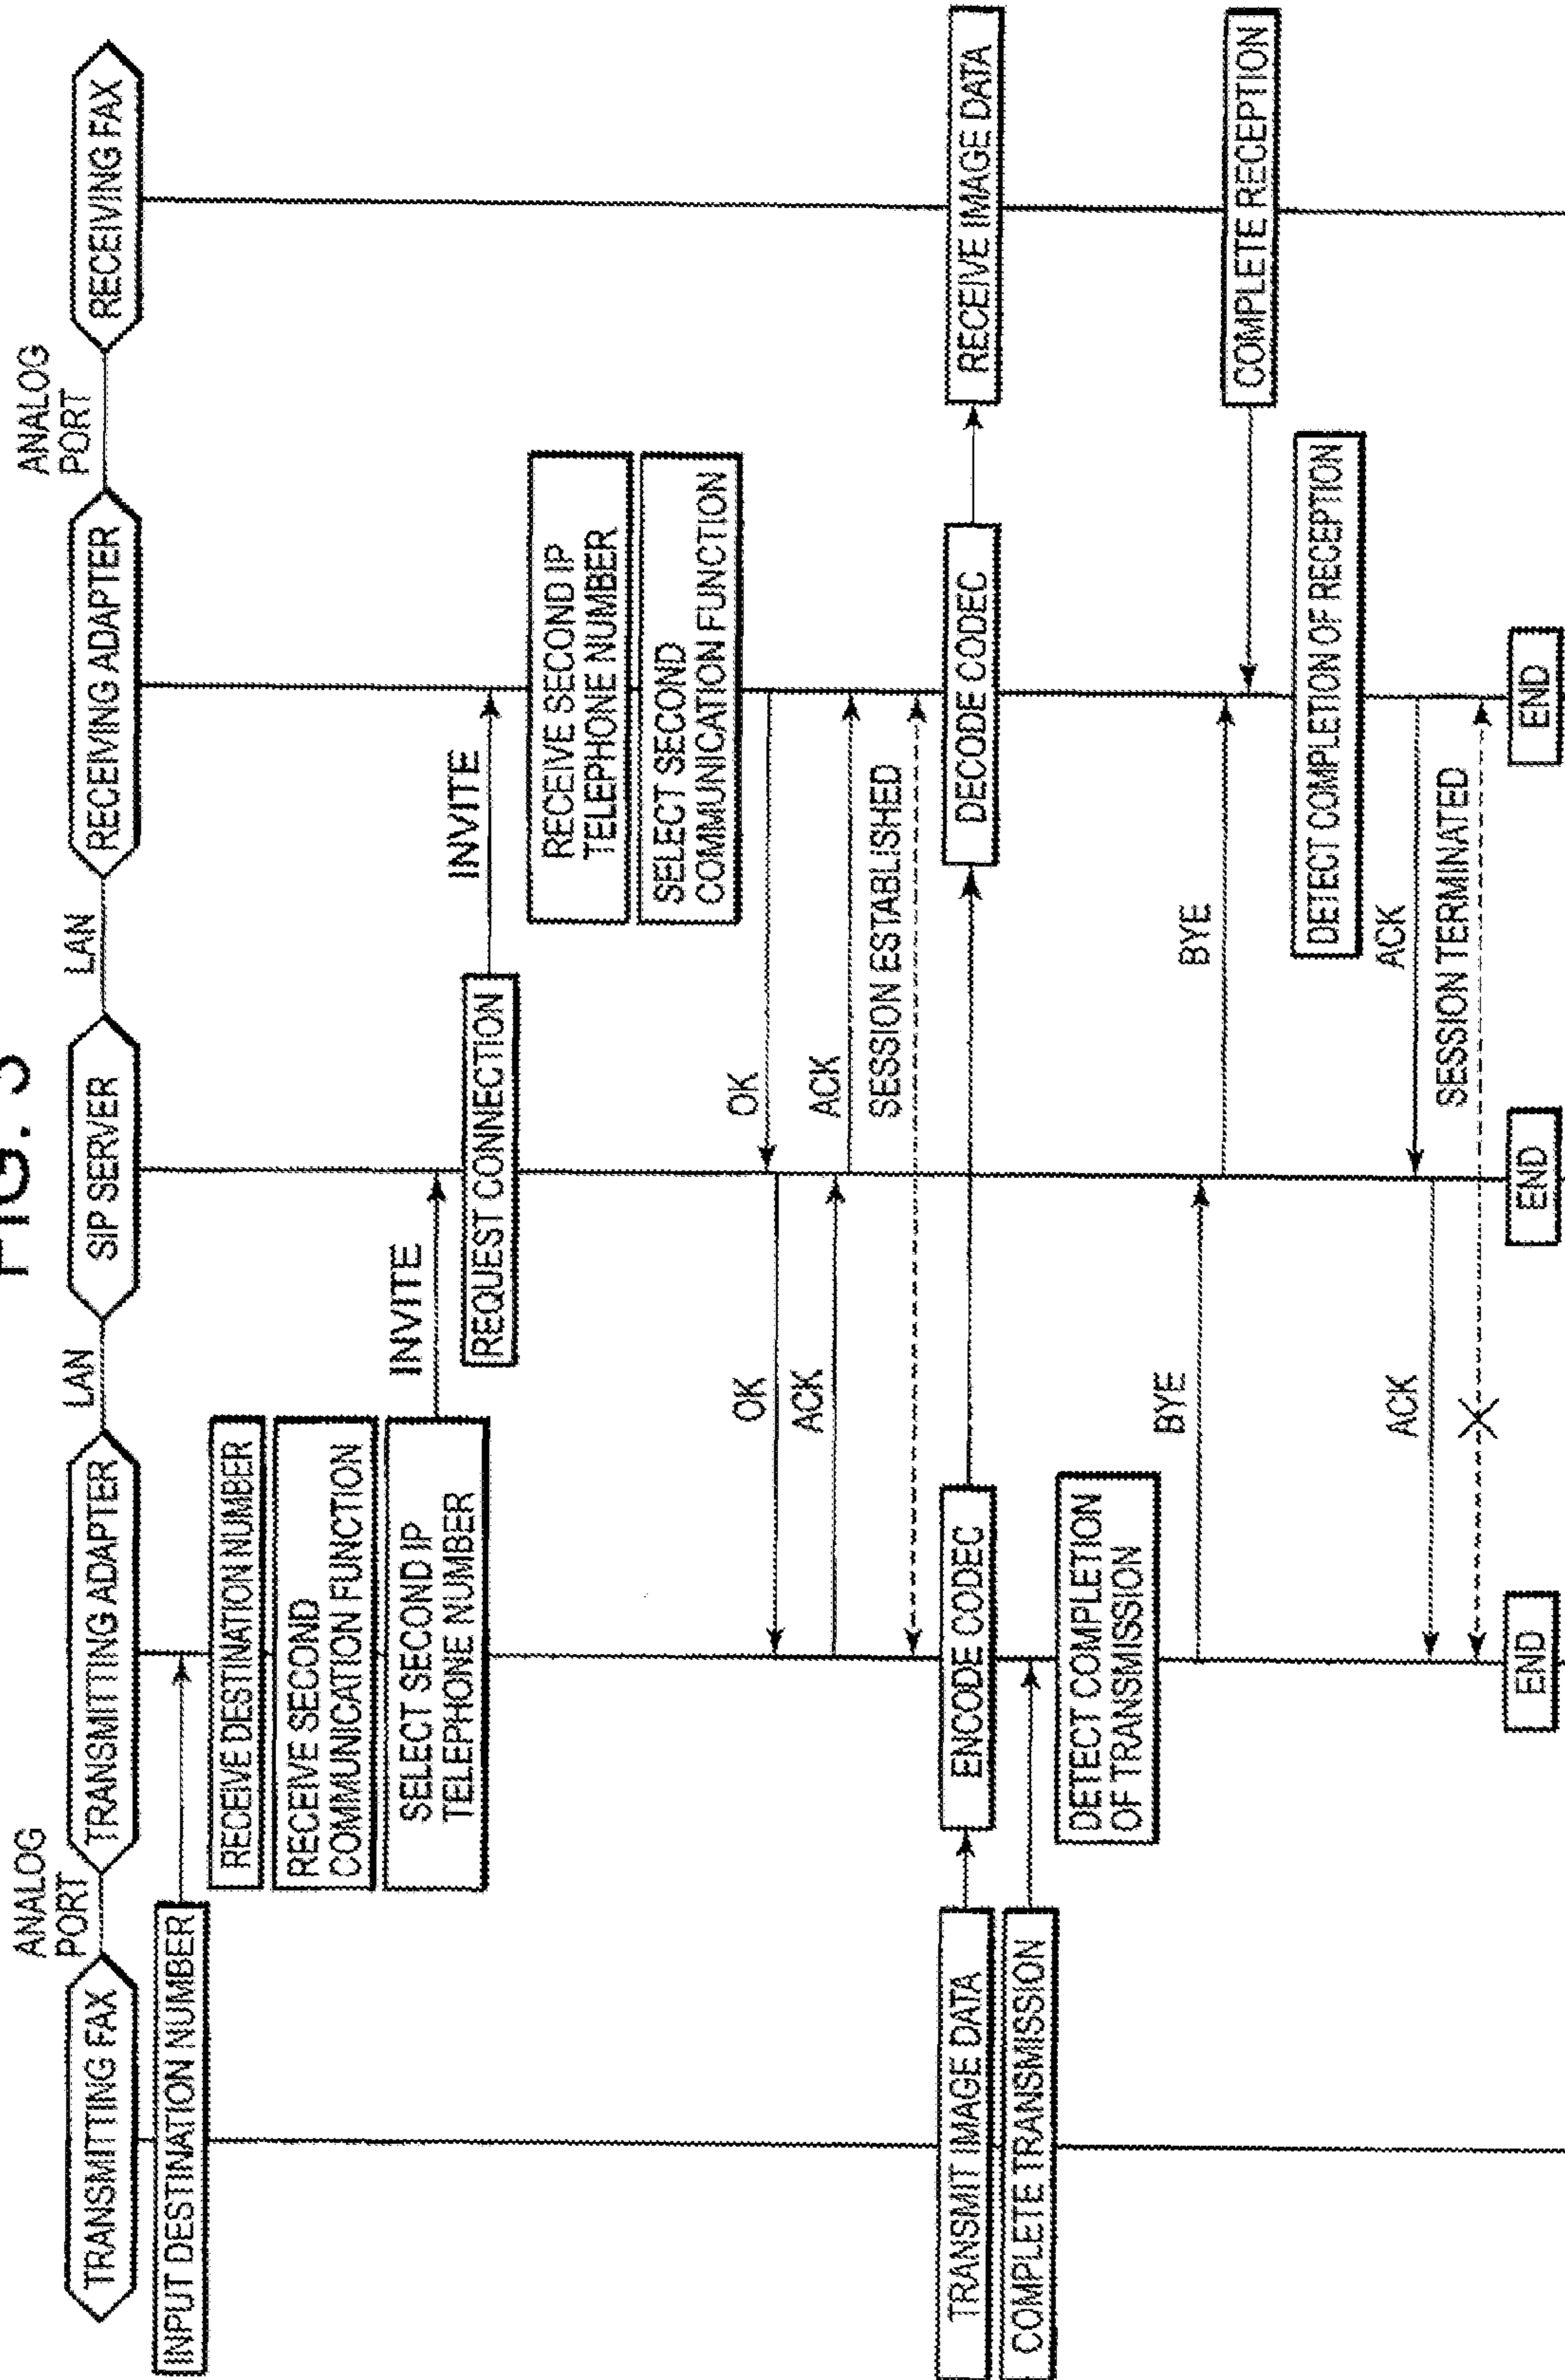 FIG.
ANALOG
PORT
LAN
LAN
ANALOG
PORT
TRANSMITTING FAX
TRANSMITTING ADAPTER
SIP SERVER
RECEIVING ADAPTER
RECEIVING FAX
INPUT DESTINATION NUMBER
RECEIVE DESTINATION NUMBER
RECEIVE SECOND
COMMUNICATION FUNCTION
SELECT SECOND IP
TELEPHONE NUMBER
INVITE
REQUEST CONNECTION
INVITE
RECEIVE SECOND IP
TELEPHONE NUMBER
SELECT SECOND
COMMUNICATION FUNCTION
OK
OK
ACK
ACK
SESSION ESTABLISHED
TRANSMIT IMAGE DATA
ENCODE CODEC
DECODE CODEC
RECEIVE IMAGE DATA
COMPLETE TRANSMISSION
DETECT COMPLETION
OF TRANSMISSION
BYE
BYE
COMPLETE RECEPTION
DETECT COMPLETION OF RECEPTION
ACK
ACK
SESSION TERMINATED
END
END
END